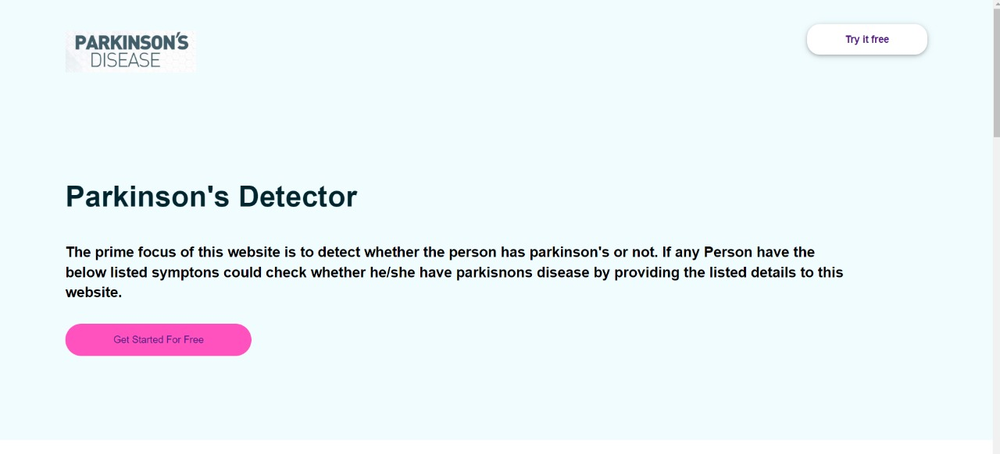 PARKINSON'S
DISEASE
Try it free
Parkinson's Detector
The prime focus of this website is to detect whether the person has parkinson's or not. If any Person have the
below listed symptons could check whether he/she have parkisnons disease by providing the listed details to this
website.
Get Started For Free